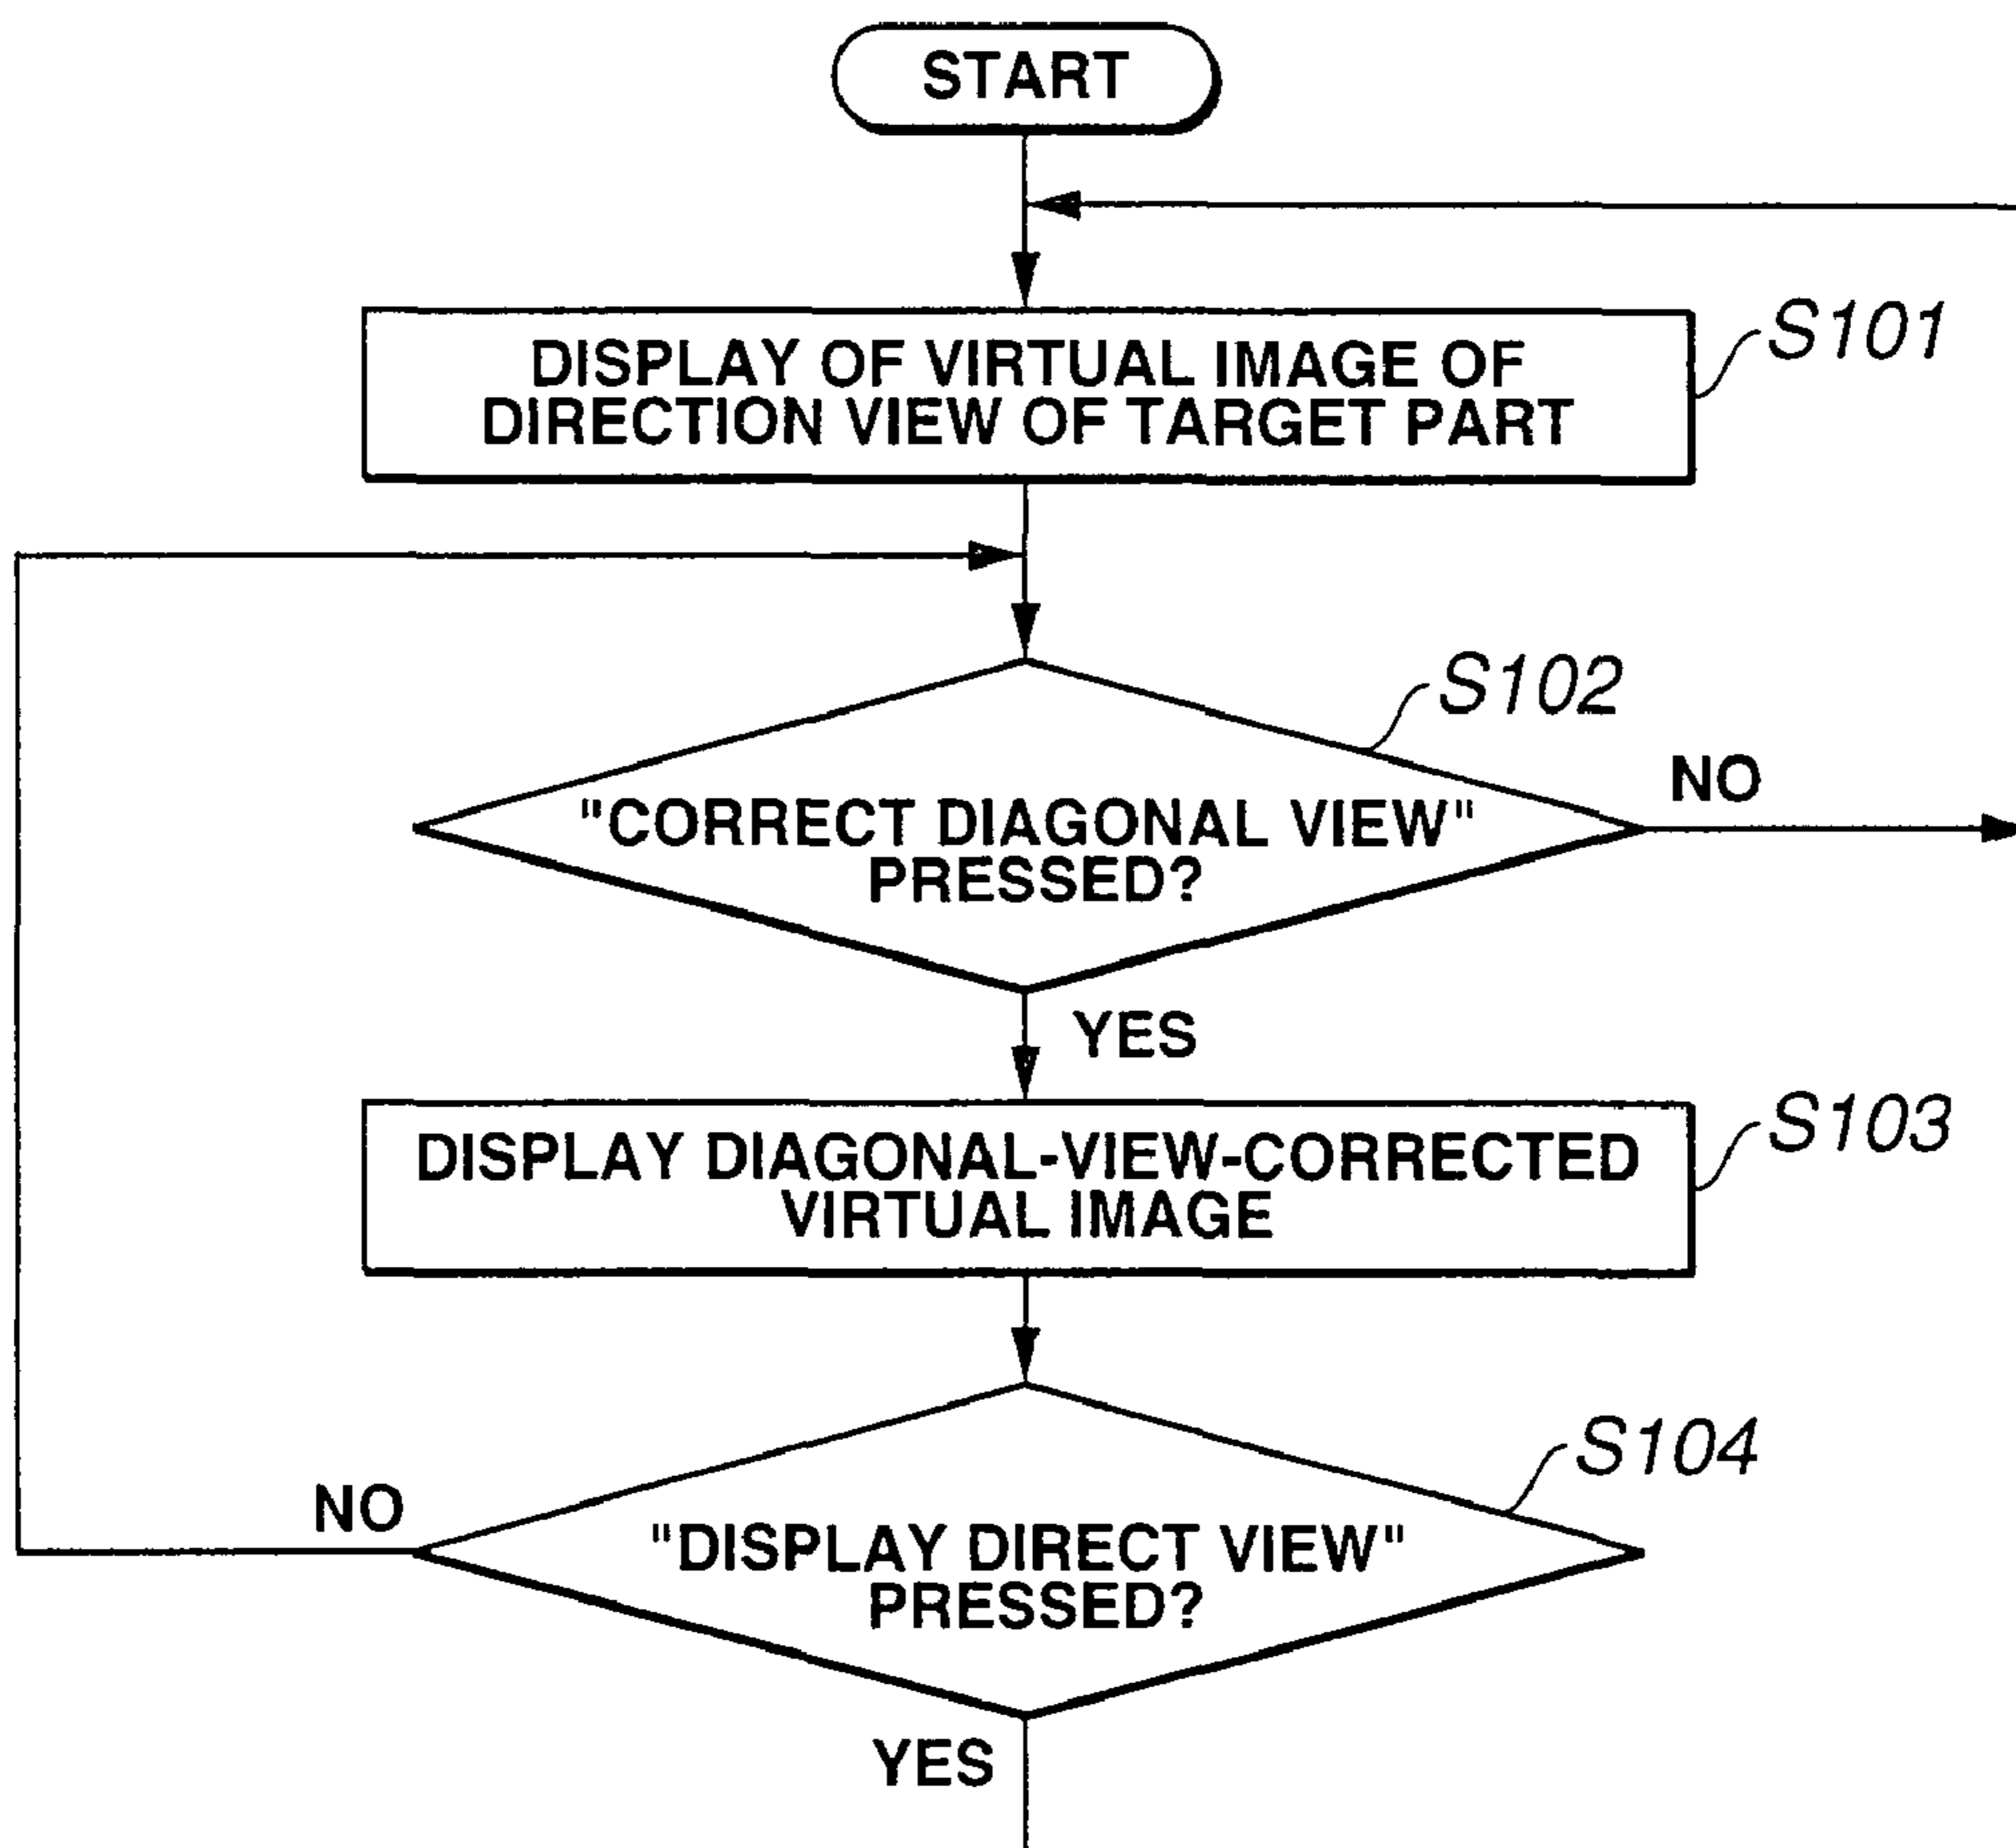 START
S101
DISPLAY OF VIRTUAL IMAGE OF
DIRECTION VIEW OF TARGET PART
S102
NO
"CORRECT DIAGONAL VIEW"
PRESSED?
YES
S103
DISPLAY DIAGONAL-VIEW-CORRECTED
VIRTUAL IMAGE
S104
NO
"DISPLAY DIRECT VIEW"
PRESSED?
YES